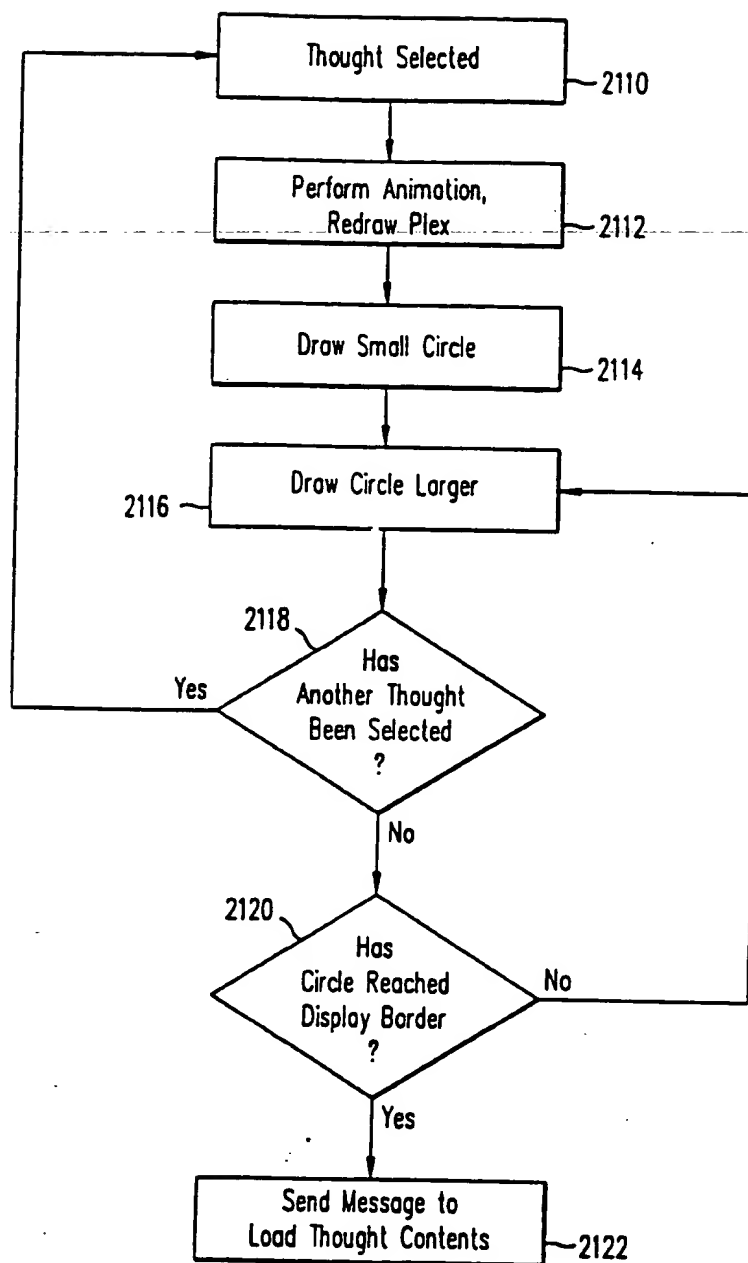 Thought Selected
2110
Perform Animation,
Redraw Plex
2112
Draw Small Circle
2114
Draw Circle Larger
2116
2118
Has
Another Thought
Been Selected
?
Yes
No
2120
Has
Circle Reached
Display Border
?
No
Yes
Send Message to
Load Thought Contents
2122